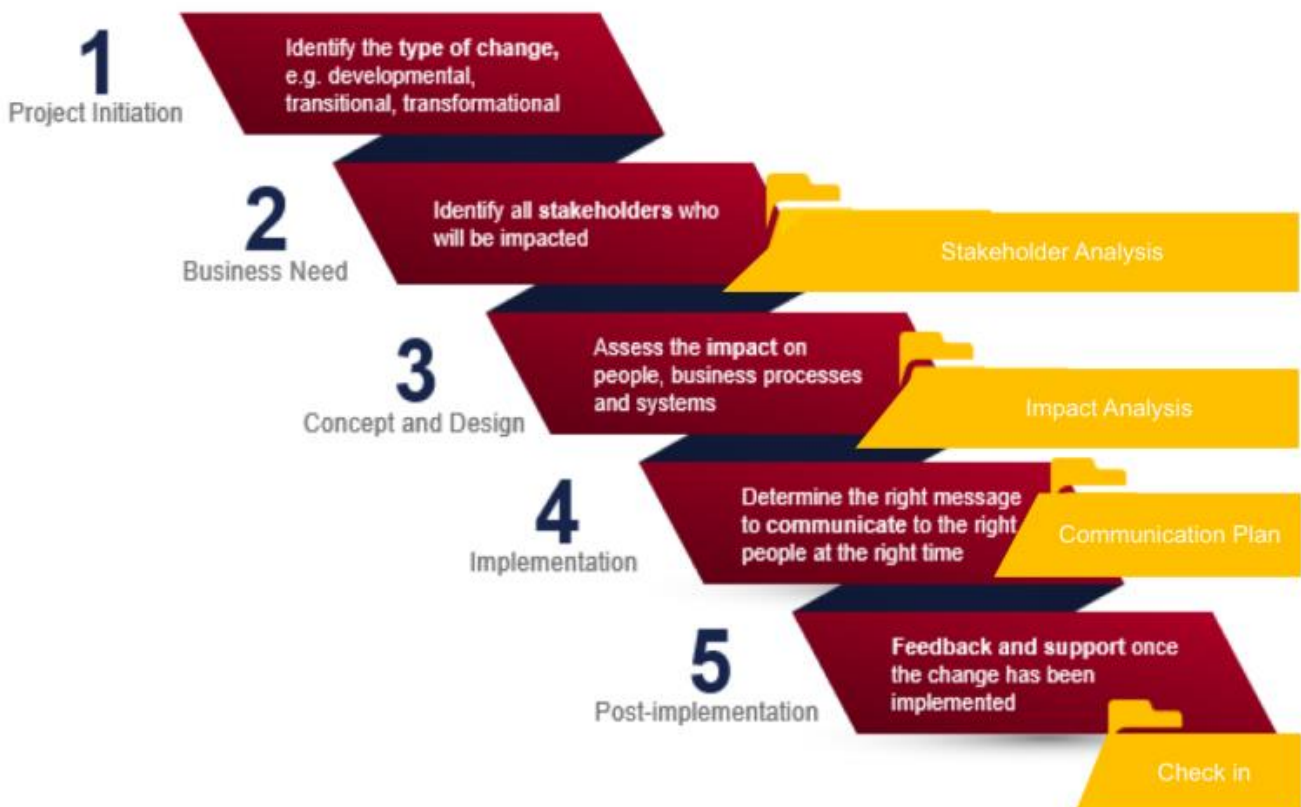 1
Project Initiation
Identify the type of change,
e.g. developmental,
transitional, transformational
2
Business Need
Identify all stakeholders who
will be impacted
Stakeholder Analysis
3
Concept and Design
Assess the impact on
people, business processes
and systems
Impact Analysis
4
Implementation
Determine the right message
to communicate to the right
people at the right time
Communication Plan
5
Post-implementation
Feedback and support once
the change has been
implemented
Check in